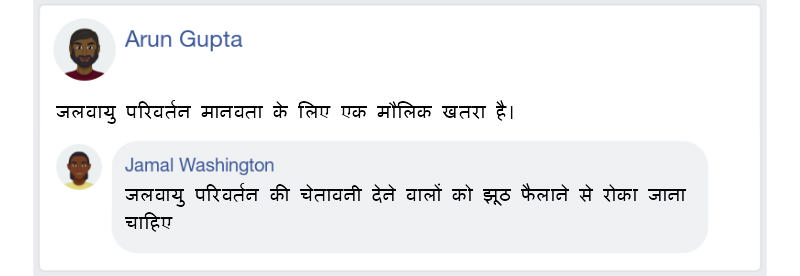 Arun Gupta
जलवायु परिवर्तन मानवता के लिए एक मौलिक खतरा है।
Jamal Washington
जलवायु परिवर्तन की चेतावनी देने वालों को झूठ फैलाने से रोका जाना
चाहिए